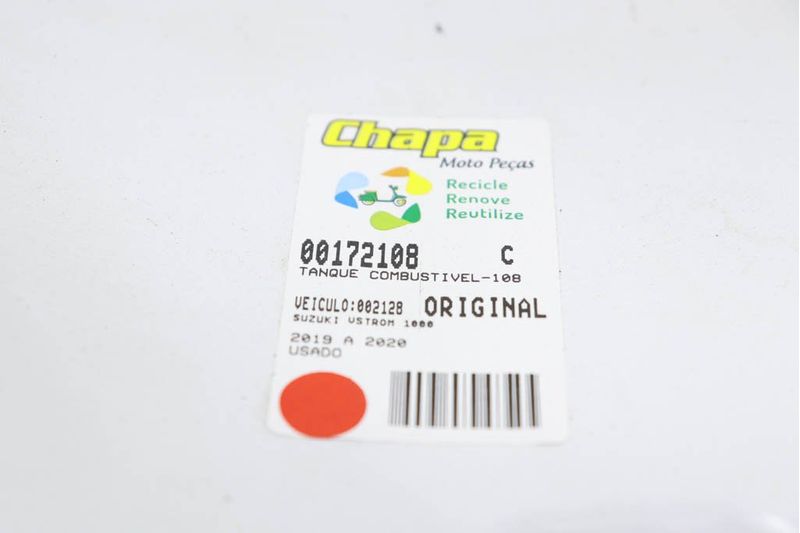 Chapa
Moto Peças
Recicle
Renove
Reutilize
00172108 C
TANQUE COMBUSTIVEL-108
VEICULO:002128 ORIGINAL
SUZUKI VSTROM 1000
2019 A 2020
USADO